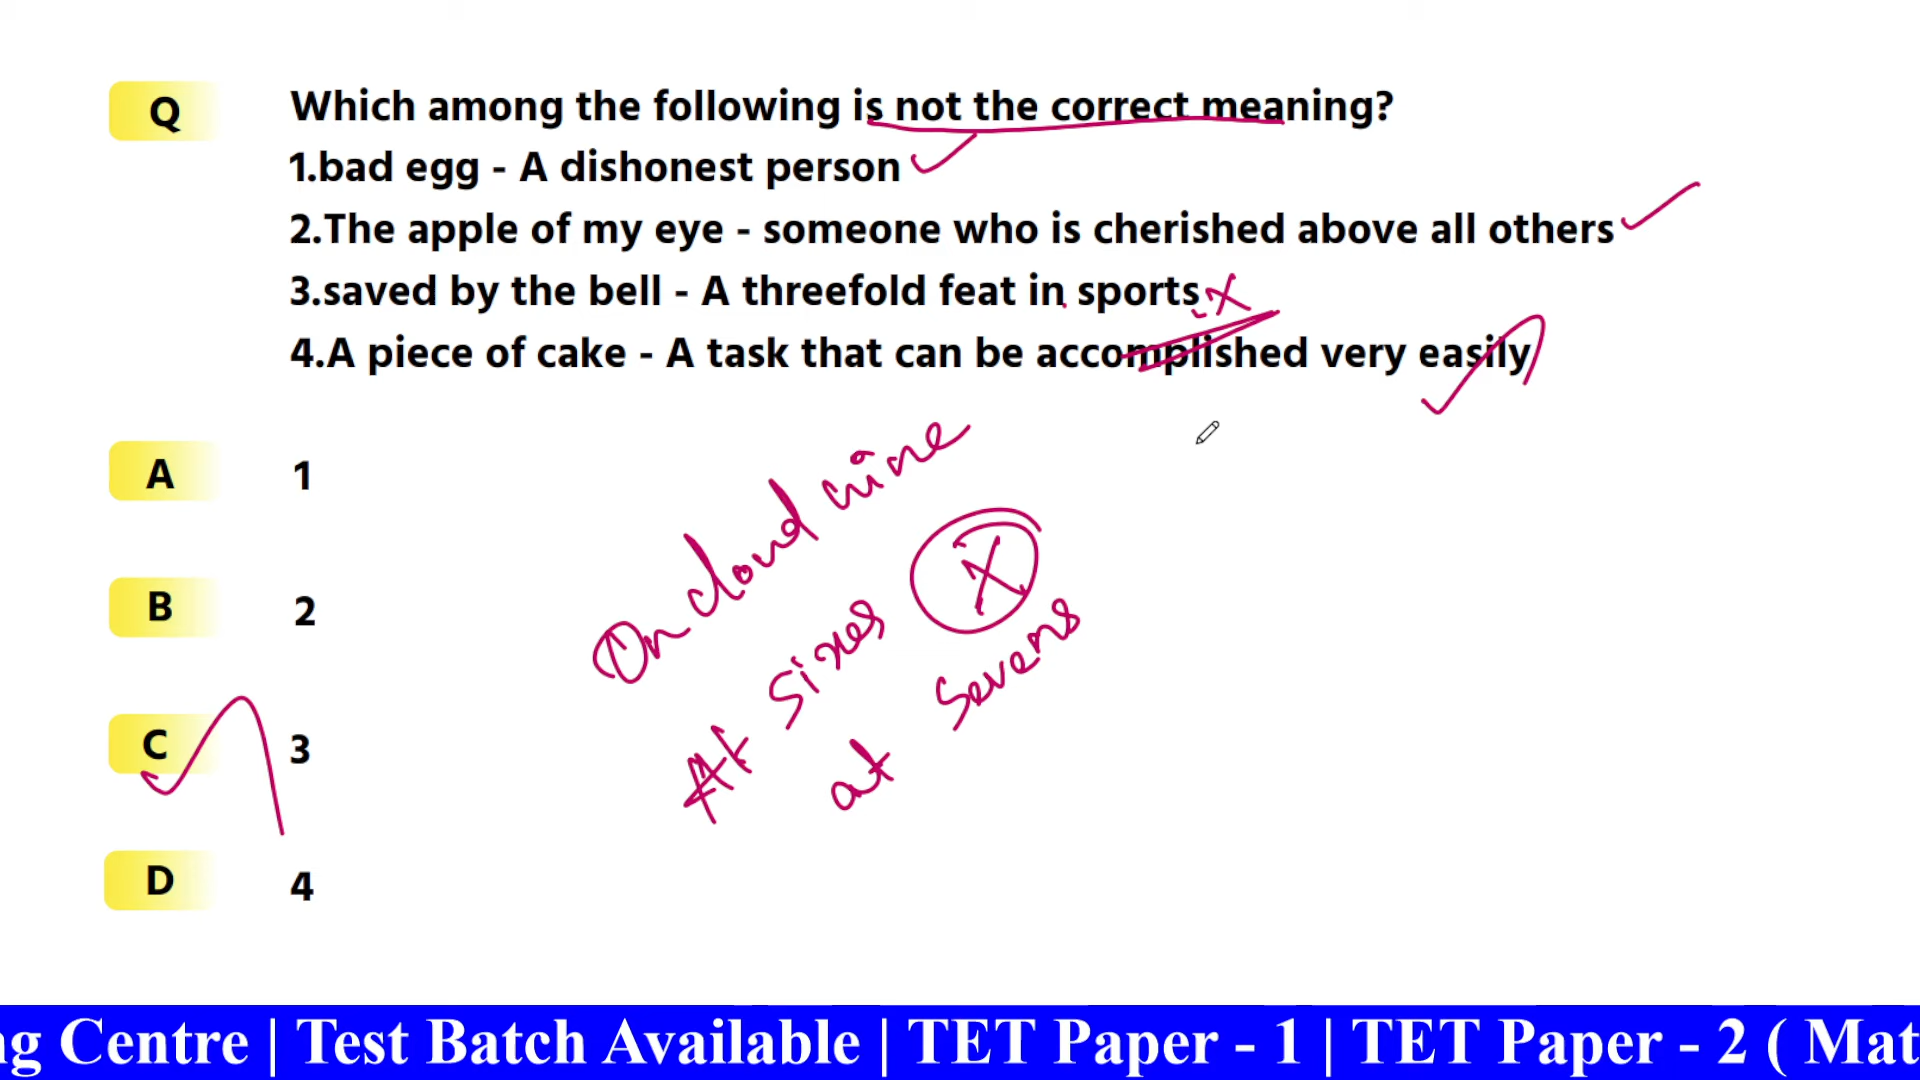 Q Which among the following is not the correct meaning?
1.bad egg - A dishonest person
2.The apple of my eye - someone who is cherished above all others
3.saved by the bell - A threefold feat in sports
4.A piece of cake - A task that can be accomplished very easily
A 1
B 2
C 3
D 4
On cloud nine
At sixes
X
at sevens
ng Centre | Test Batch Available | TET Paper - 1 | TET Paper - 2 ( Mat